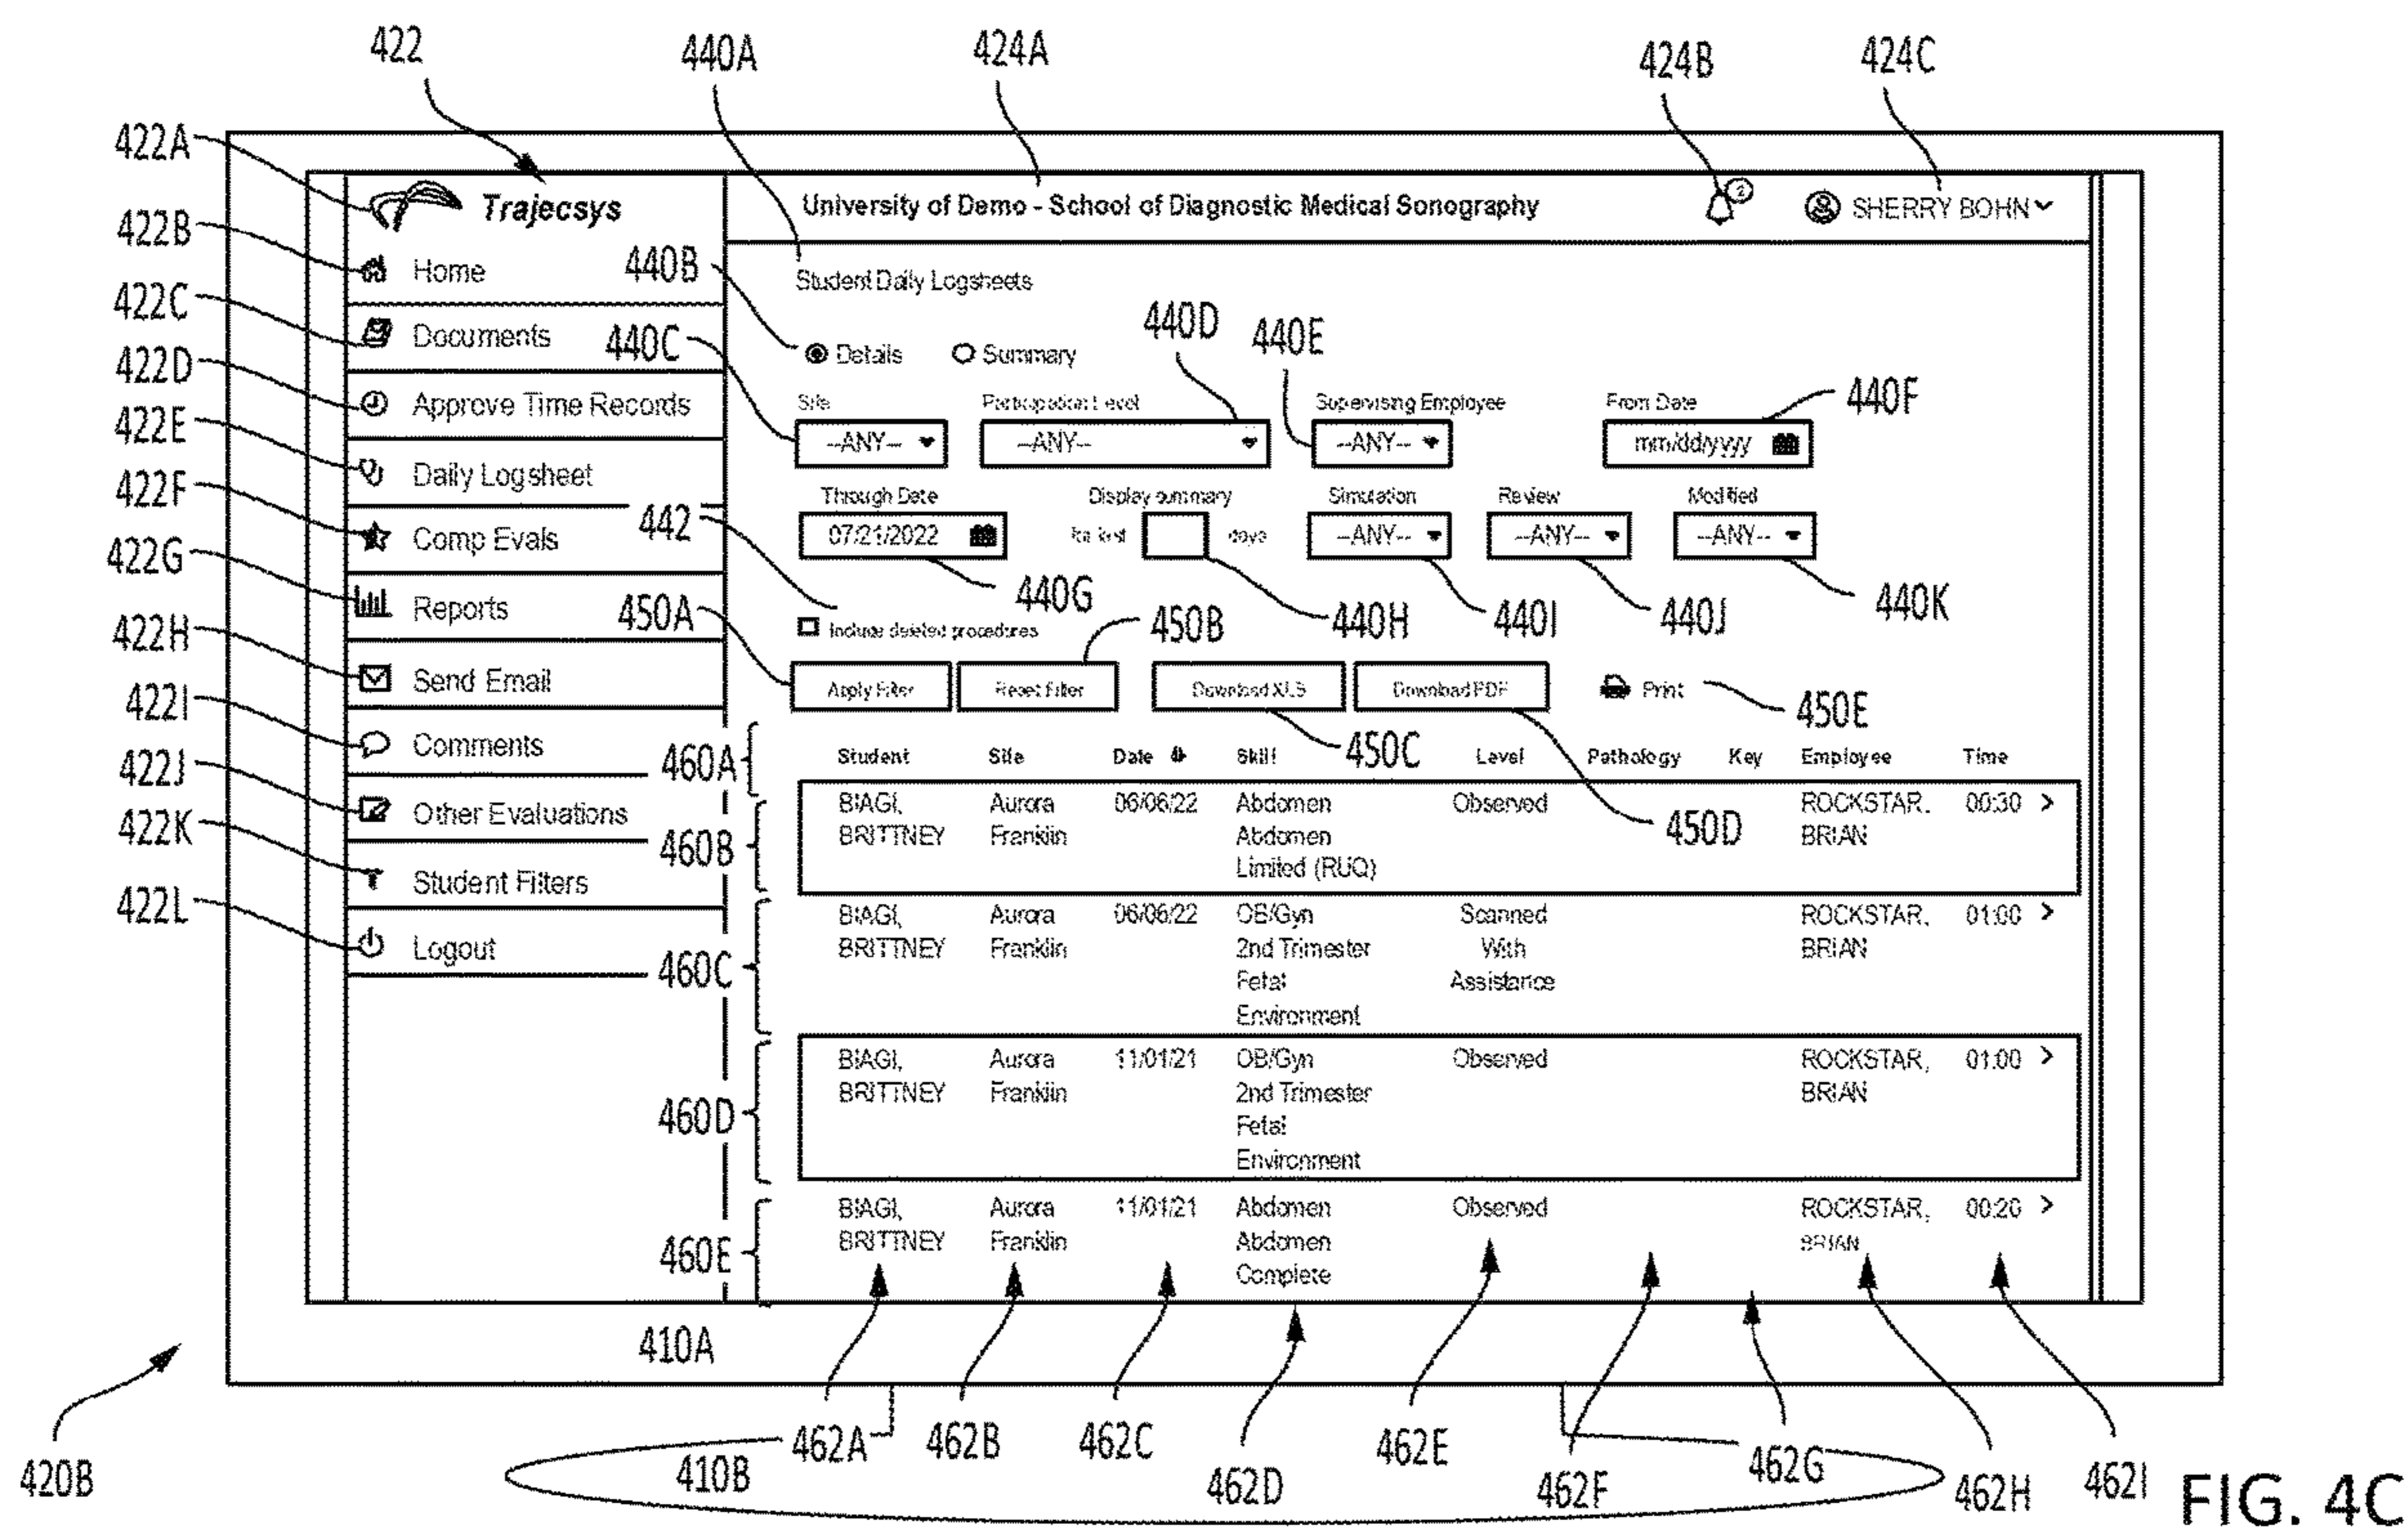 422 440A 424A 424B 424C
422A
422B
422C
422D
422E
422F
422G
422H
422I
422J
422K
422L
Trajecsys
Home
Documents
Approve Time Records
Daily Logsheet
Comp Evals
Reports
Send Email
Comments
Other Evaluations
Student Filters
Logout
University of Demo - School of Diagnostic Medical Sonography
2
SHERRY BOHN
440B
Student Daily Logsheets
440C 440D 440E
Details Summary
440F
Site Participation Level Supervising Employee From Date
--ANY-- --ANY-- --ANY-- mm/dd/yyyy
442
Through Date Display summary Simulation Review Modified
07/21/2022 for last days --ANY-- --ANY-- --ANY--
440G 440H 440I 440J 440K
450A 450B
Include deleted procedures
Apply Filter Reset Filter Download XLS Download PDF Print
450E
450C
450D
460A
Student Site Date Skill Level Pathology Key Employee Time
460B
BIAGI, Aurora 06/06/22 Abdomen Observed ROCKSTAR, 00:30 >
BRITTNEY Franklin Abdomen BRIAN
Limited (RUQ)
460C
BIAGI, Aurora 06/06/22 OB/Gyn Scanned ROCKSTAR, 01:00 >
BRITTNEY Franklin 2nd Trimester With BRIAN
Fetal Assistance
Environment
460D
BIAGI, Aurora 11/01/21 OB/Gyn Observed ROCKSTAR, 01:00 >
BRITTNEY Franklin 2nd Trimester BRIAN
Fetal
Environment
460E
BIAGI, Aurora 11/01/21 Abdomen Observed ROCKSTAR, 00:20 >
BRITTNEY Franklin Abdomen BRIAN
Complete
410A
420B
410B
462A 462B 462C 462D 462E 462F 462G 462H 462I
FIG. 4C